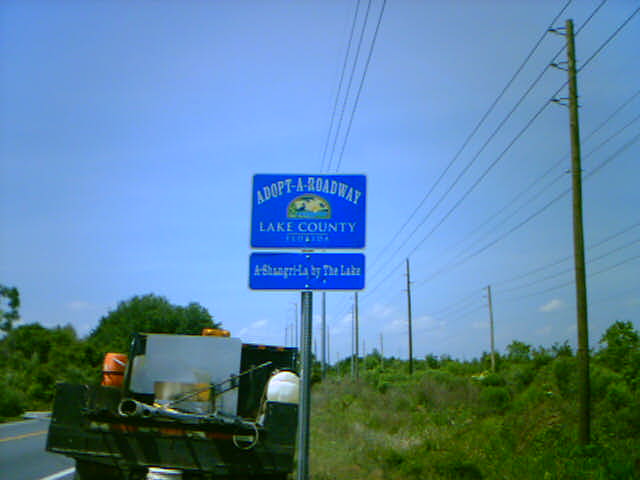 ADOPT-A-ROADWAY
LAKE COUNTY
FLORIDA
A-Shangri-La by The Lake